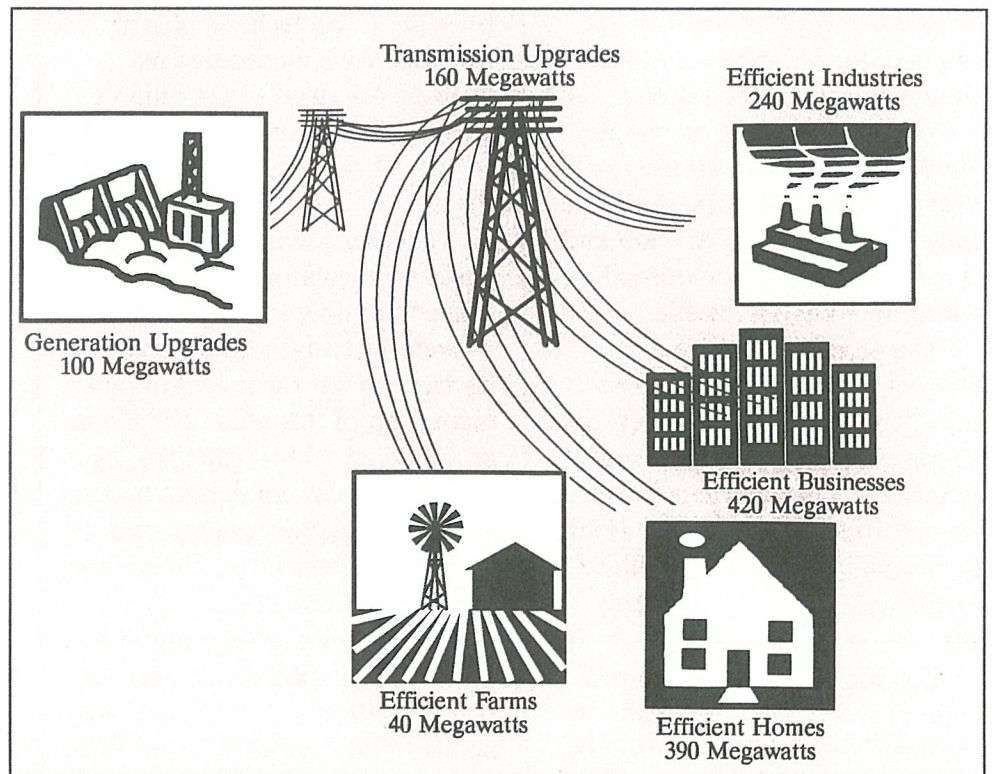 Transmission Upgrades
160 Megawatts
Efficient Industries
240 Megawatts
Generation Upgrades
100 Megawatts
Efficient Businesses
420 Megawatts
Efficient Farms
40 Megawatts
Efficient Homes
390 Megawatts